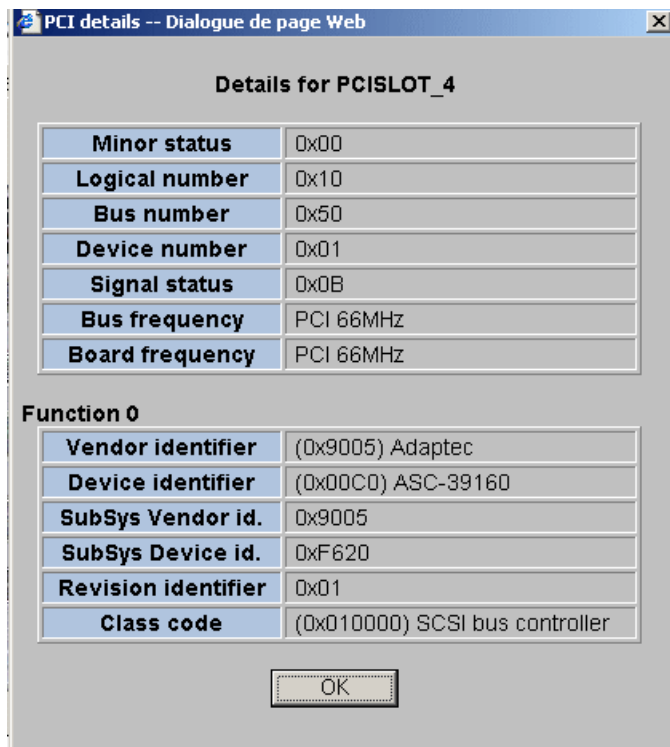 PCI details -- Dialogue de page Web
Details for PCISLOT_4
Minor status 0x00
Logical number 0x10
Bus number 0x50
Device number 0x01
Signal status 0x0B
Bus frequency PCI 66MHz
Board frequency PCI 66MHz
Function 0
Vendor identifier (0x9005) Adaptec
Device identifier (0x00C0) ASC-39160
SubSys Vendor id. 0x9005
SubSys Device id. 0xF620
Revision identifier 0x01
Class code (0x010000) SCSI bus controller
OK